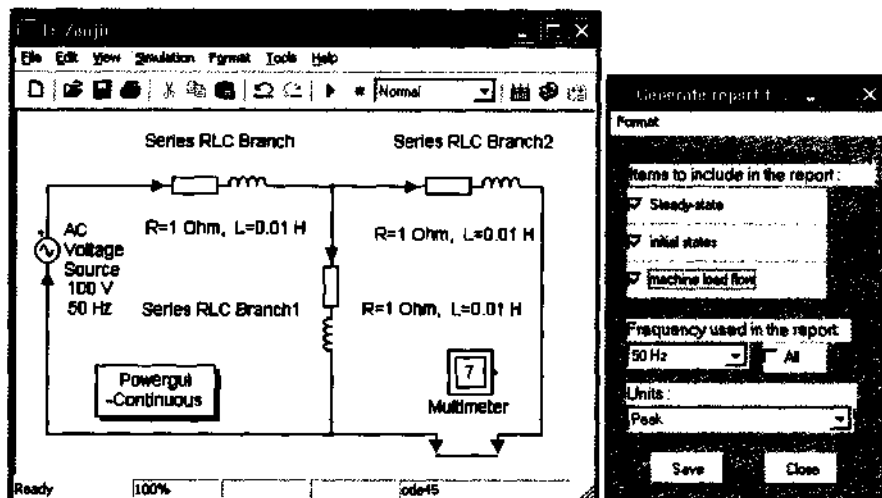 File Edit View Simulation Format Tools Help
Normal
Series RLC Branch
Series RLC Branch2
AC
Voltage
Source
100 V
50 Hz
R=1 Ohm, L=0.01 H
R=1 Ohm, L=0.01 H
Series RLC Branch1
R=1 Ohm, L=0.01 H
Powergui
-Continuous
7
Multimeter
Ready
100%
ode45
Generate report f...
Format
Items to include in the report :
Steady-state
initial states
machine load flow
Frequency used in the report
50 Hz
All
Units :
Peak
Save
Close